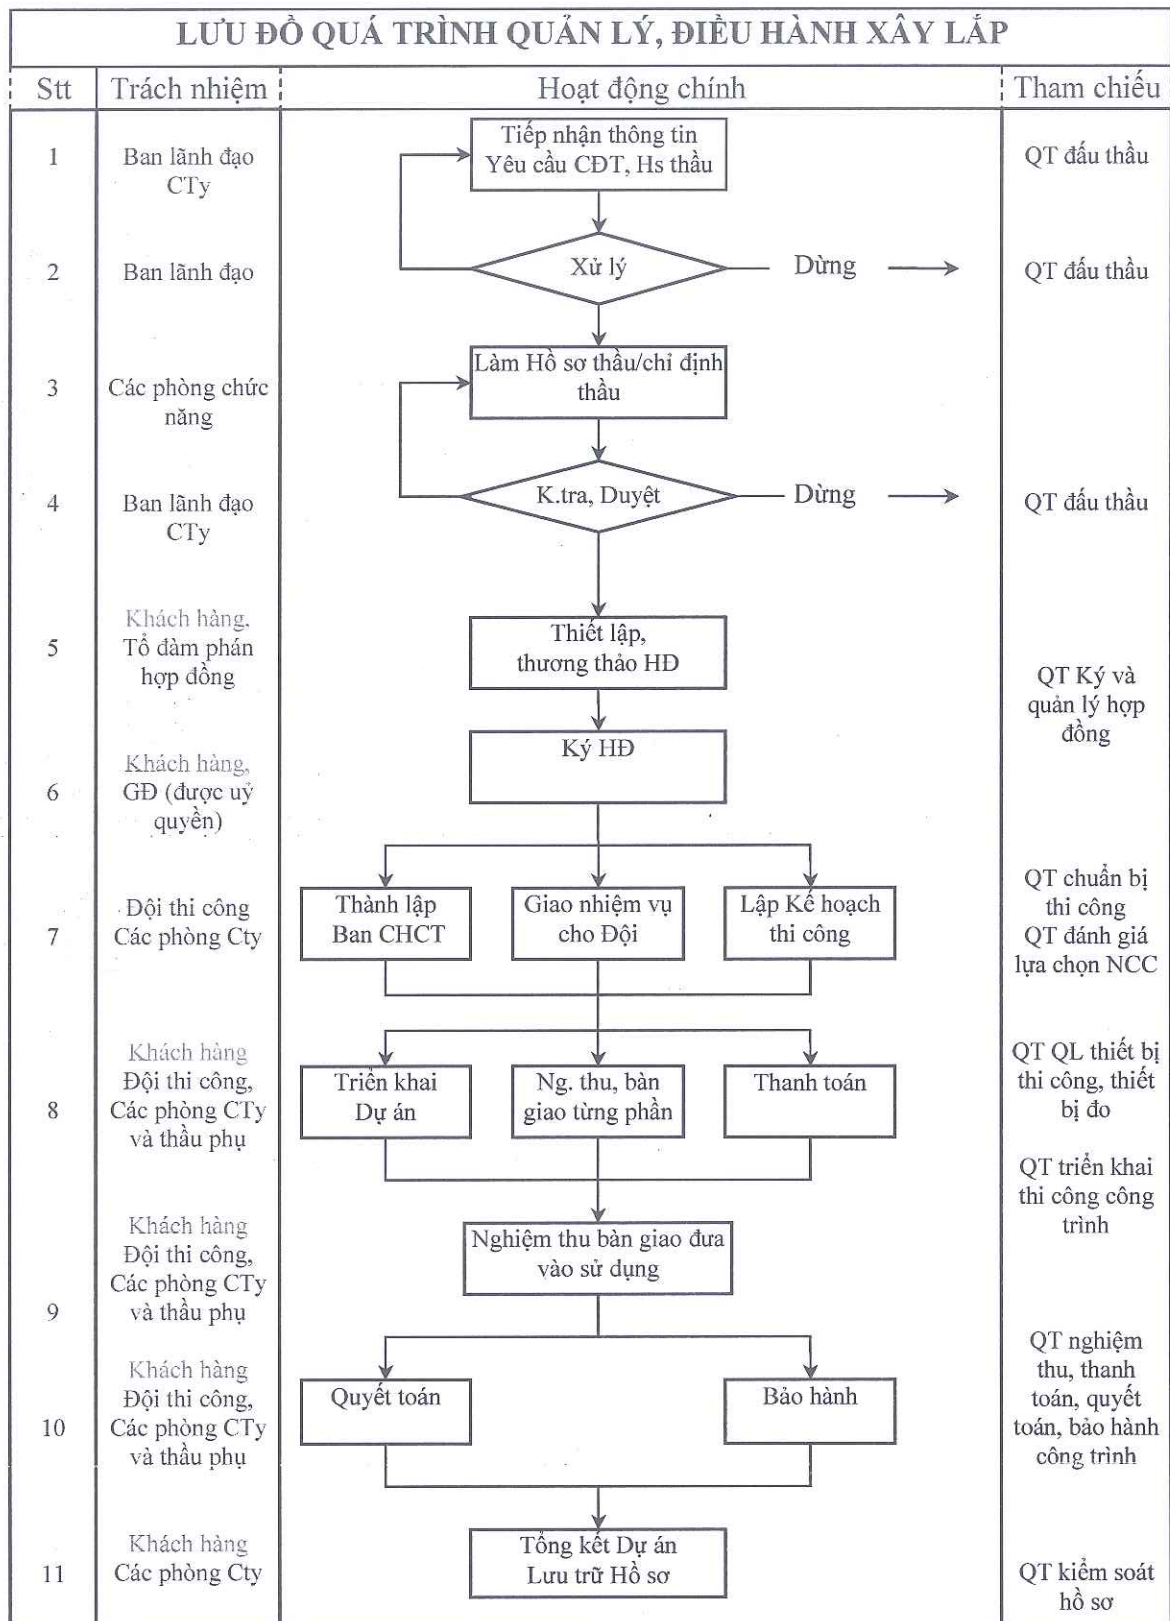 LƯU ĐỒ QUÁ TRÌNH QUẢN LÝ, ĐIỀU HÀNH XÂY LẮP
Stt
Trách nhiệm
Hoạt động chính
Tham chiếu
1
Ban lãnh đạo
CTy
Tiếp nhận thông tin
Yêu cầu CĐT, Hs thầu
QT đấu thầu
2
Ban lãnh đạo
Xử lý
Dừng
QT đấu thầu
3
Các phòng chức
năng
Làm Hồ sơ thầu/chỉ định
thầu
4
Ban lãnh đạo
CTy
K.tra, Duyệt
Dừng
QT đấu thầu
5
Khách hàng,
Tổ đàm phán
hợp đồng
Thiết lập,
thương thảo HĐ
QT Ký và
quản lý hợp
đồng
6
Khách hàng,
GĐ (được uỷ
quyền)
Ký HĐ
7
Đội thi công
Các phòng Cty
Thành lập
Ban CHCT
Giao nhiệm vụ
cho Đội
Lập Kế hoạch
thi công
QT chuẩn bị
thi công
QT đánh giá
lựa chọn NCC
8
Khách hàng
Đội thi công,
Các phòng CTy
và thầu phụ
Triển khai
Dự án
Ng. thu, bàn
giao từng phần
Thanh toán
QT QL thiết bị
thi công, thiết
bị đo
QT triển khai
thi công công
trình
9
Khách hàng
Đội thi công,
Các phòng CTy
và thầu phụ
Nghiệm thu bàn giao đưa
vào sử dụng
10
Khách hàng
Đội thi công,
Các phòng CTy
và thầu phụ
Quyết toán
Bảo hành
QT nghiệm
thu, thanh
toán, quyết
toán, bảo hành
công trình
11
Khách hàng
Các phòng Cty
Tổng kết Dự án
Lưu trữ Hồ sơ
QT kiểm soát
hồ sơ